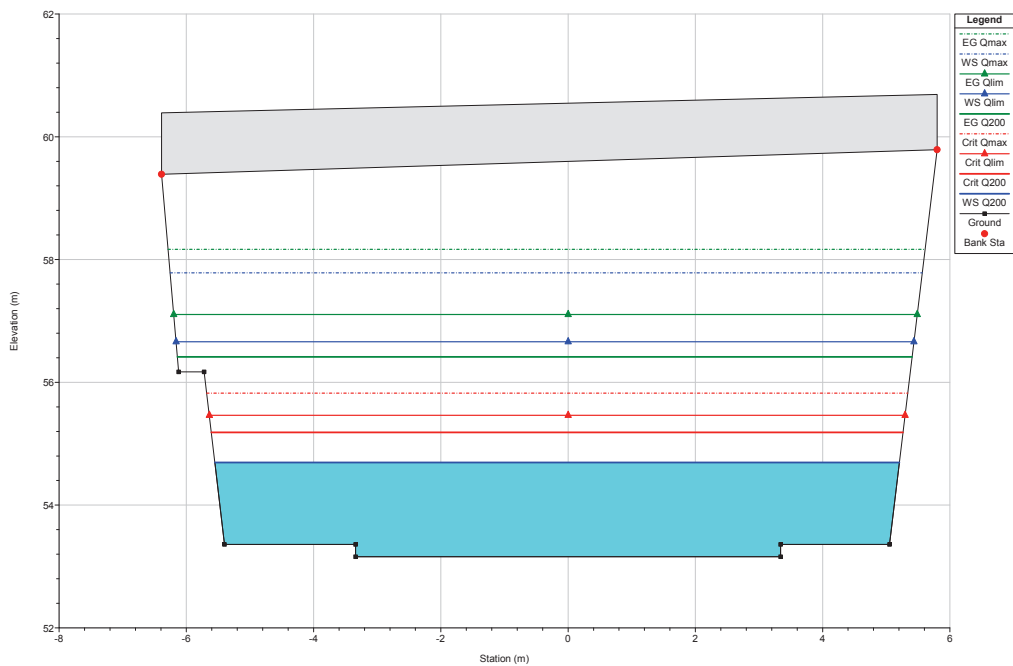 Legend
EG Qmax
WS Qmax
EG Qlim
WS Qlim
EG Q200
Crit Qmax
Crit Qlim
Crit Q200
WS Q200
Ground
Bank Sta
62
60
58
56
54
52
Elevation (m)
-8 -6 -4 -2 0 2 4 6
Station (m)